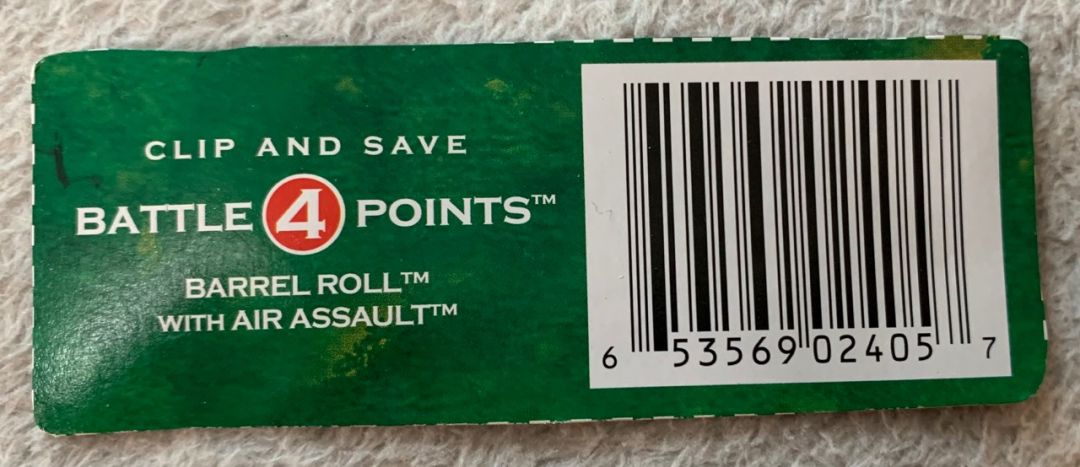 CLIP AND SAVE
BATTLE 4 POINTS™
BARREL ROLL™
WITH AIR ASSAULT™
6 53569 02405 7